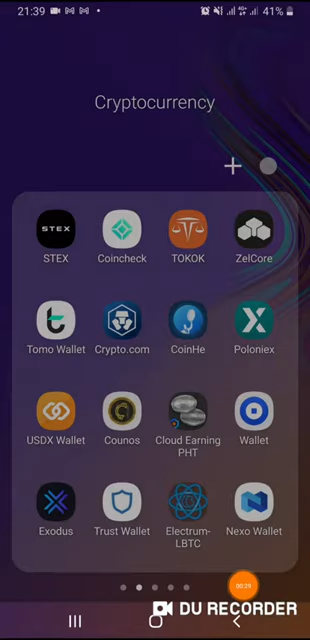 21:39
41%
Cryptocurrency
STEX
STEX
Coincheck
TOKOK
ZelCore
Tomo Wallet
Crypto.com
CoinHe
Poloniex
USDX Wallet
Counos
Cloud Earning
PHT
Wallet
Exodus
Trust Wallet
Electrum-
LBTC
Nexo Wallet
00:29
DU RECORDER